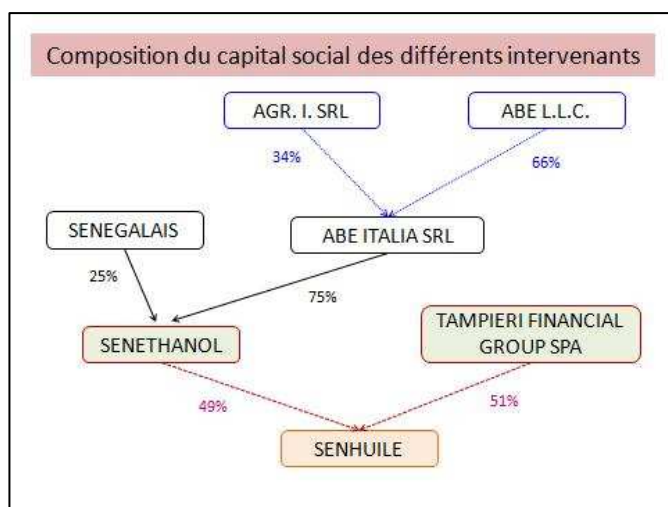 Composition du capital social des différents intervenants
AGR. I. SRL
ABE L.L.C.
34%
66%
SENEGALAIS
ABE ITALIA SRL
25%
75%
SENETHANOL
TAMPIERI FINANCIAL
GROUP SPA
49%
51%
SENHUILE